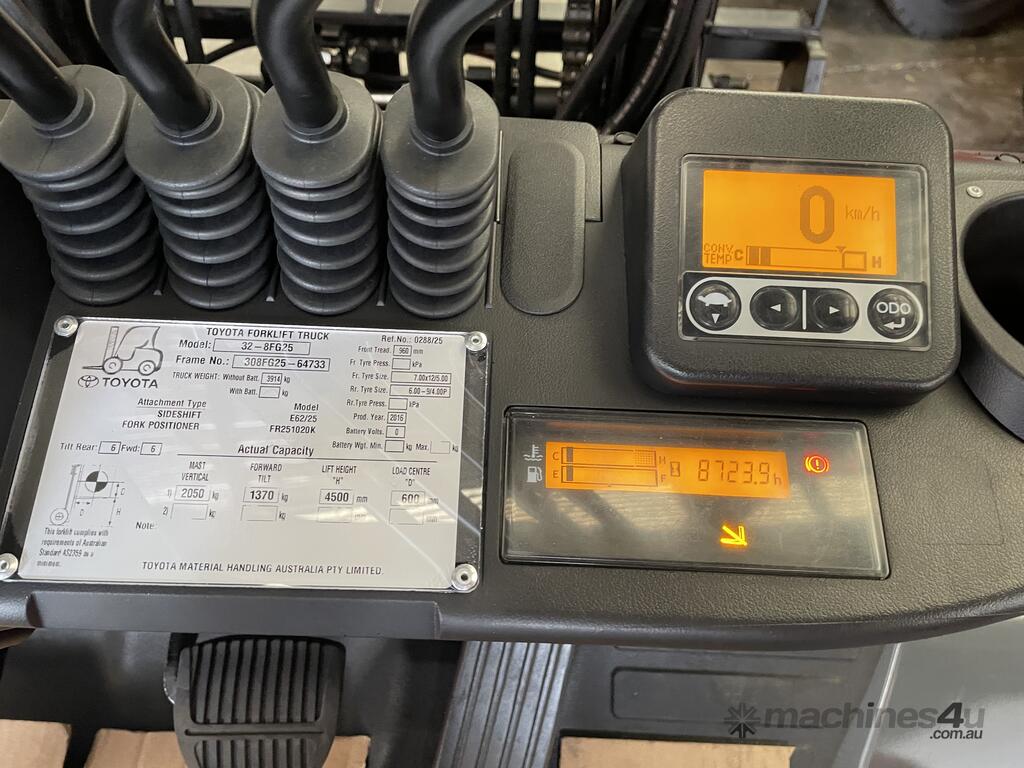 TOYOTA FORKLIFT TRUCK Ref.No.: 0288/25
Model: 32-8FG25 Front Tread. 960 mm
Frame No.: 308FG25-64733 Fr Tyre Press. kPa
TOYOTA
TRUCK WEIGHT: Without Batt. 3914 kg Fr. Tyre Size. 7.00x12/5.00
With Batt. kg Rr. Tyre Size. 6.00-9/4.00P
Rr.Tyre Press. kPa
Attachment Type Model Prod. Year. 2016
SIDESHIFT E62/25 Battery Volts. 0
FORK POSITIONER FR251020K Battery Wgt. Min. kg Max. kg
Tilt Rear: 6 Fwd: 6 Actual Capacity
MAST VERTICAL FORWARD TILT LIFT HEIGHT "H" LOAD CENTRE "D"
1) 2050 kg 1370 kg 4500 mm 600 mm
2) kg kg mm mm
D C H
Note:
This forklift complies with
requirements of Australian
Standard AS2359 as a
minimum.
TOYOTA MATERIAL HANDLING AUSTRALIA PTY LIMITED.
0 km/h
CONV TEMP C H
ODO
C H
E F 8723.9h
machines4u
.com.au